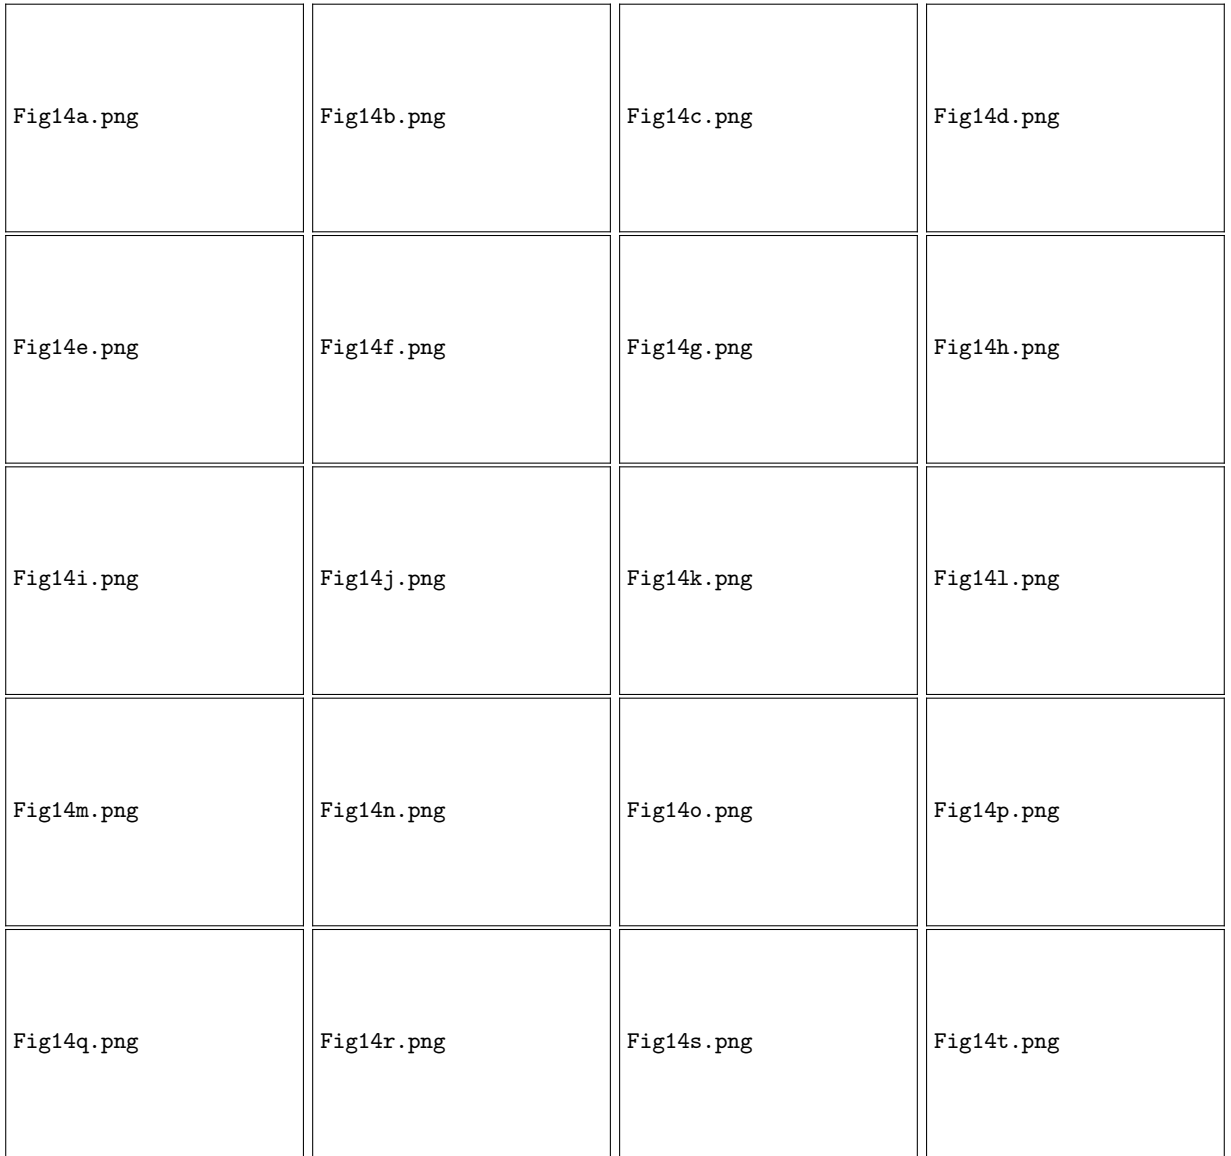 Fig14a.png Fig14b.png Fig14c.png Fig14d.png
Fig14e.png Fig14f.png Fig14g.png Fig14h.png
Fig14i.png Fig14j.png Fig14k.png Fig14l.png
Fig14m.png Fig14n.png Fig14o.png Fig14p.png
Fig14q.png Fig14r.png Fig14s.png Fig14t.png